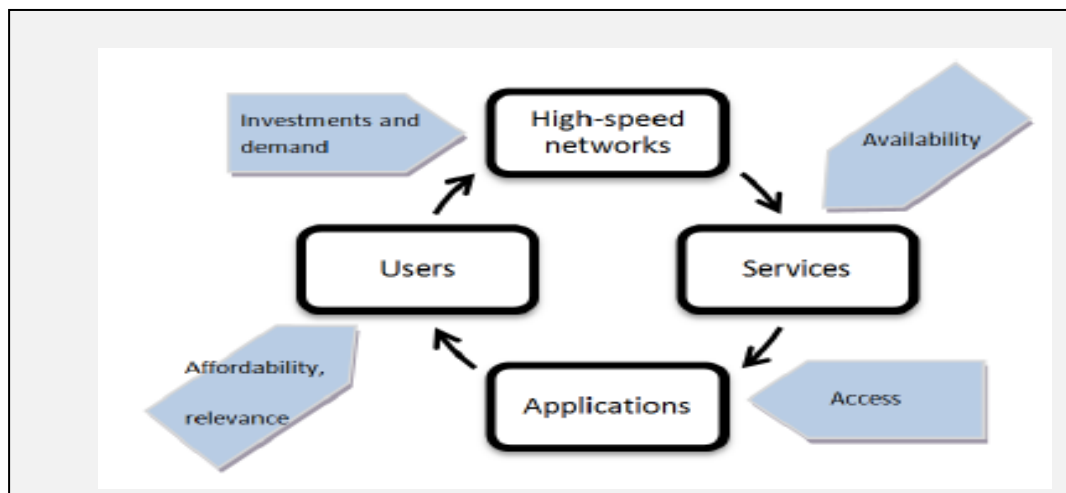 Investments and
demand
High-speed
networks
Availability
Users
Services
Affordability,
relevance
Applications
Access